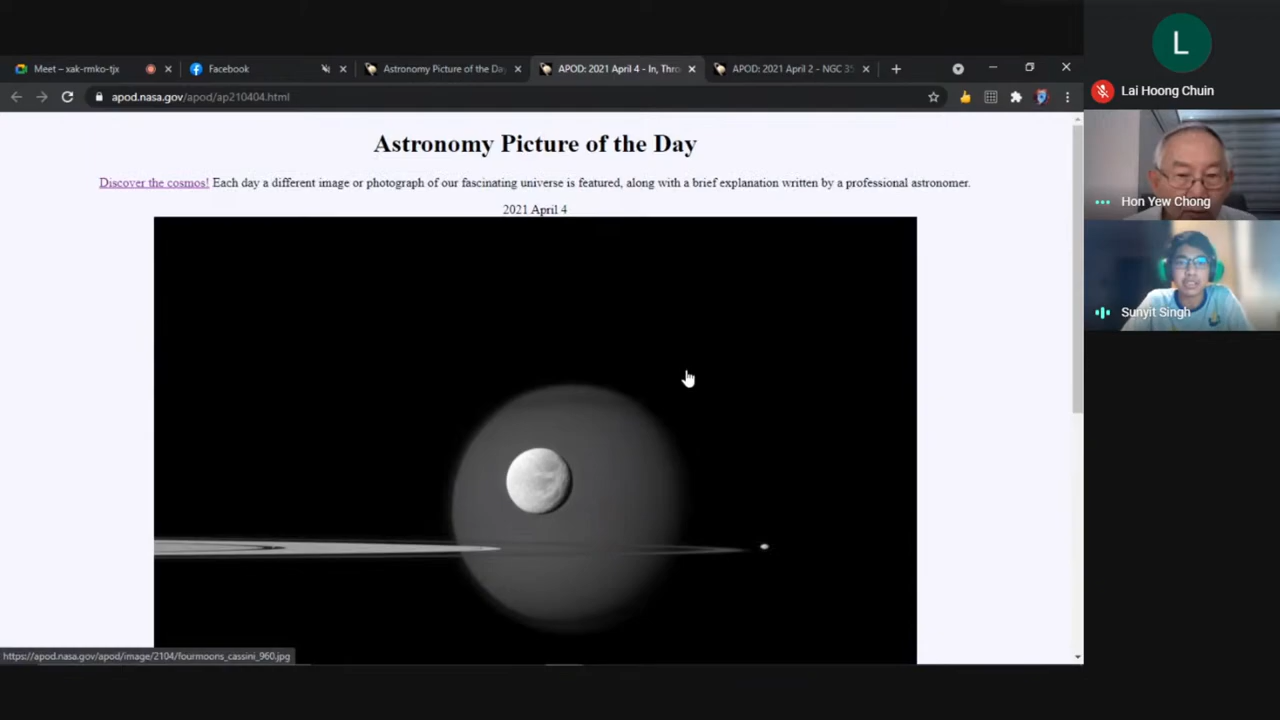 Meet – xak-rmko-tjx
Facebook
Astronomy Picture of the Day
APOD: 2021 April 4 - In, Thro
APOD: 2021 April 2 - NGC 3
apod.nasa.gov/apod/ap210404.html
Astronomy Picture of the Day
Discover the cosmos! Each day a different image or photograph of our fascinating universe is featured, along with a brief explanation written by a professional astronomer.
2021 April 4
https://apod.nasa.gov/apod/image/2104/fourmoons_cassini_960.jpg
L
Lai Hoong Chuin
Hon Yew Chong
Sunyit Singh